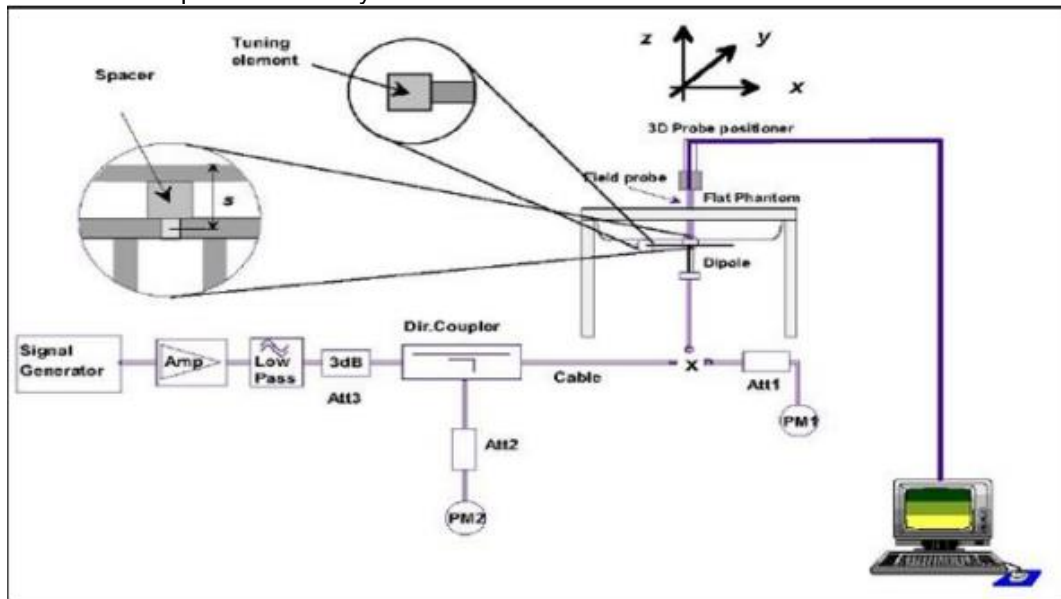 Tuning
element
Spacer
s
z
y
x
3D Probe positioner
Field probe
Flat Phantom
Dipole
Signal
Generator
Amp
Low
Pass
3dB
Att3
Dir.Coupler
Cable
x
Att1
PM1
Att2
PM2